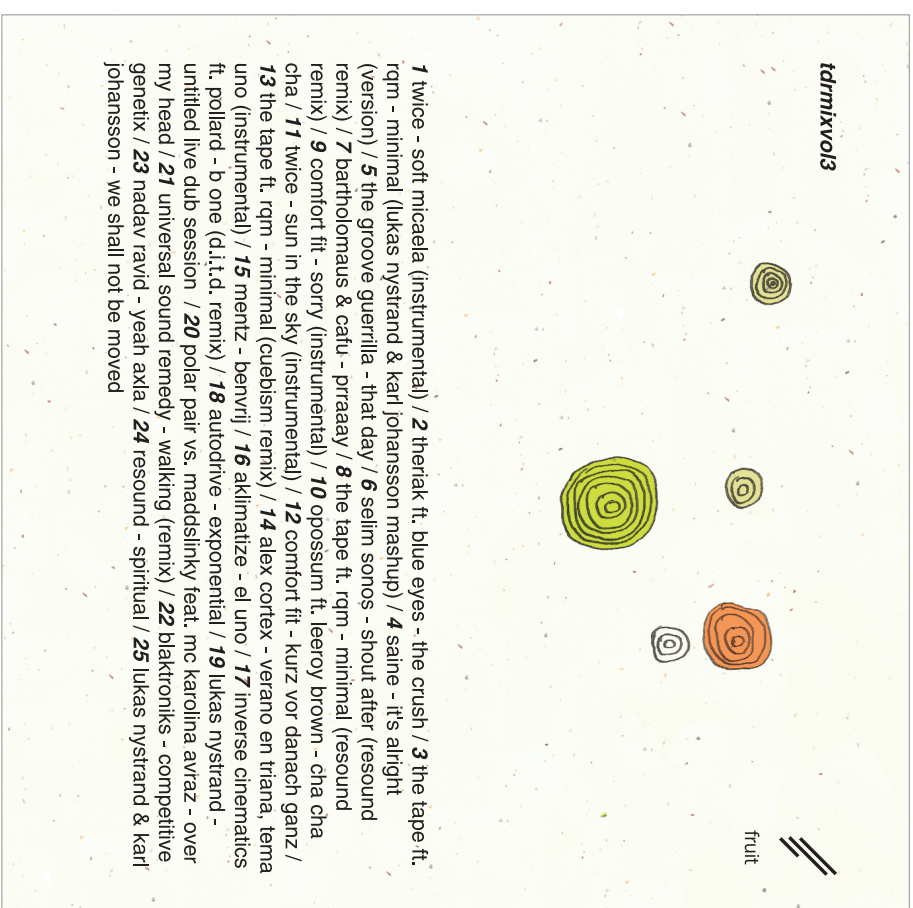 tdrmixvol3
fruit
1 twice - soft micaela (instrumental) / 2 theriak ft. blue eyes - the crush / 3 the tape ft.
rqm - minimal (lukas nystrand & karl johansson mashup) / 4 saine - it's alright
(version) / 5 the groove guerrilla - that day / 6 selim sonos - shout after (resound
remix) / 7 bartholomaus & cafu - prraaay / 8 the tape ft. rqm - minimal (resound
remix) / 9 comfort fit - sorry (instrumental) / 10 opossum ft. leeroy brown - cha cha
cha / 11 twice - sun in the sky (instrumental) / 12 comfort fit - kurz vor danach ganz /
13 the tape ft. rqm - minimal (cuebism remix) / 14 alex cortex - verano en triana, tema
uno (instrumental) / 15 mentz - benvrij / 16 aklimatize - el uno / 17 inverse cinematics
ft. pollard - b one (d.i.t.d. remix) / 18 autodrive - exponential / 19 lukas nystrand -
untitled live dub session / 20 polar pair vs. maddslinky feat. mc karolina avraz - over
my head / 21 universal sound remedy - walking (remix) / 22 blaktroniks - competitive
genetix / 23 nadav ravid - yeah axla / 24 resound - spiritual / 25 lukas nystrand & karl
johansson - we shall not be moved